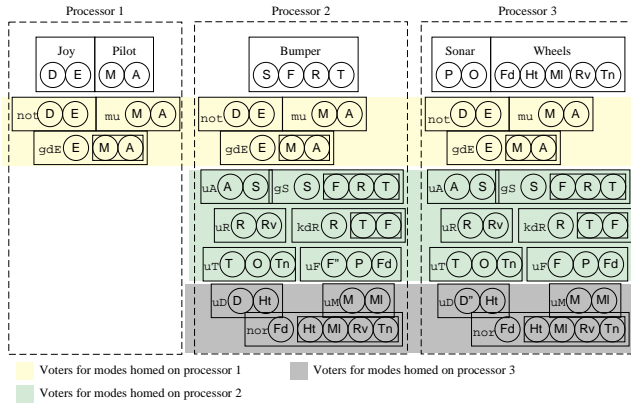 Processor 1 Processor 2 Processor 3
Joy Pilot Bumper Sonar Wheels
D E M A S F R T P O Fd Ht Ml Rv Tn
not D E mu M A not D E mu M A not D E mu M A
gdE E M A gdE E M A gdE E M A
uA A S gS S F R T uA A S gS S F R T
uR R Rv kdR R T F uR R Rv kdR R T F
uT T O Tn uF F" P Fd uT T O Tn uF F P Fd
uD D Ht uM M Ml uD D" Ht uM M Ml
nor Fd Ht Ml Rv Tn nor Fd Ht Ml Rv Tn
Voters for modes homed on processor 1 Voters for modes homed on processor 3
Voters for modes homed on processor 2